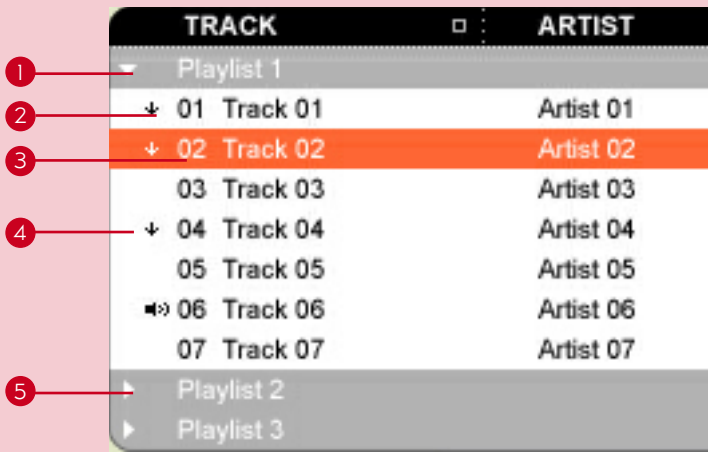 TRACK ARTIST
1 Playlist 1
2 01 Track 01 Artist 01
3 02 Track 02 Artist 02
03 Track 03 Artist 03
4 04 Track 04 Artist 04
05 Track 05 Artist 05
06 Track 06 Artist 06
07 Track 07 Artist 07
5 Playlist 2
Playlist 3